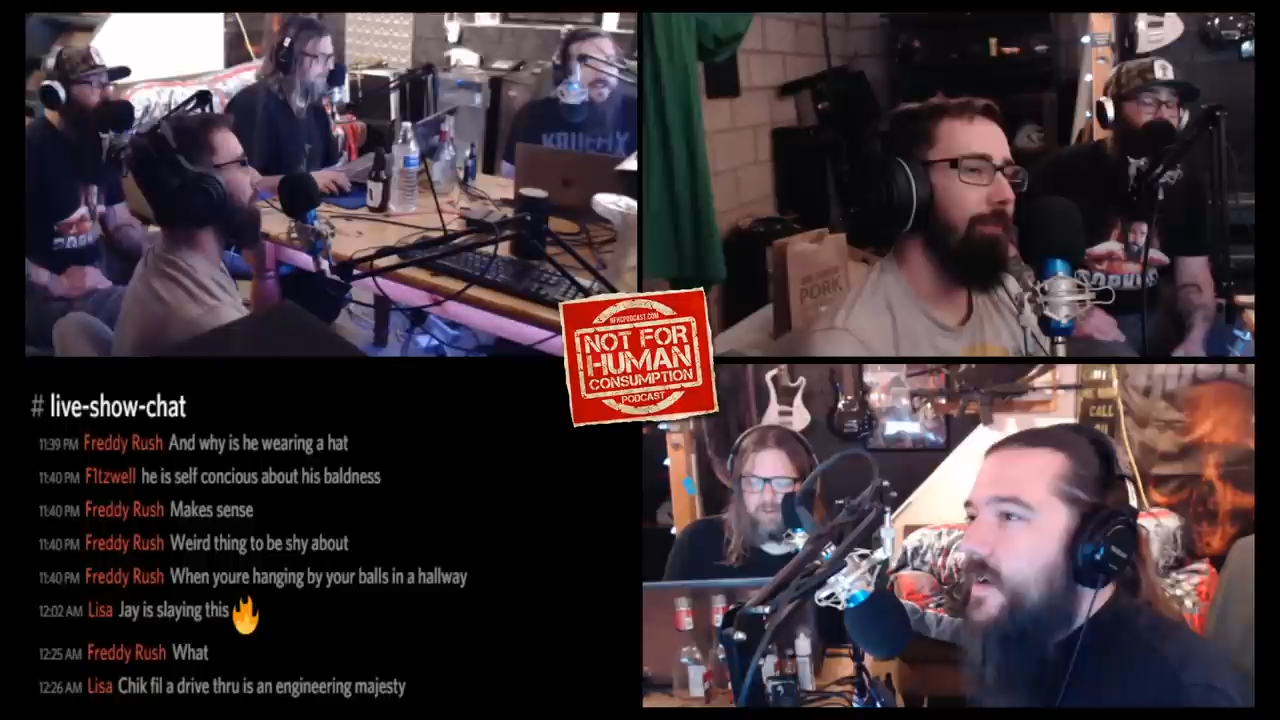 KRUEFIX
PORK
NFHCPODCAST.COM
NOT FOR
HUMAN
CONSUMPTION
PODCAST
CALL
# live-show-chat
11:39 PM Freddy Rush And why is he wearing a hat
11:40 PM F1tzwell he is self concious about his baldness
11:40 PM Freddy Rush Makes sense
11:40 PM Freddy Rush Weird thing to be shy about
11:40 PM Freddy Rush When youre hanging by your balls in a hallway
12:02 AM Lisa Jay is slaying this🔥
12:25 AM Freddy Rush What
12:26 AM Lisa Chik fil a drive thru is an engineering majesty